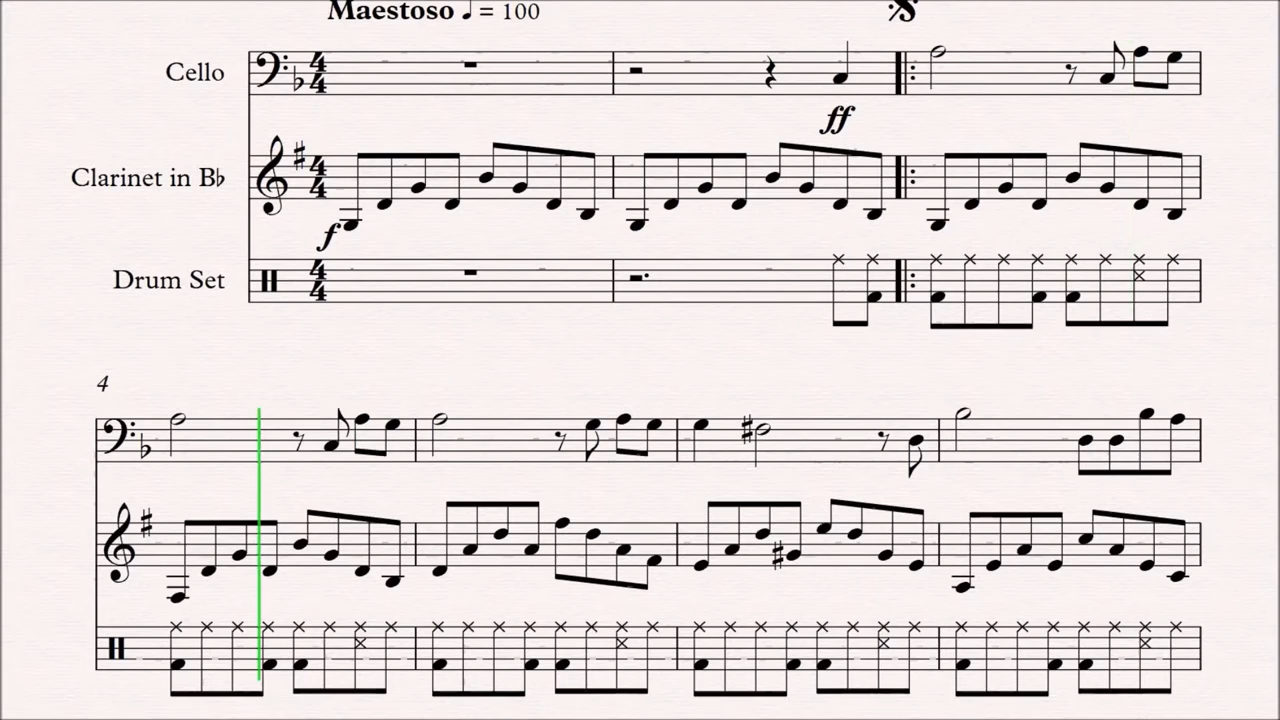 Maestoso ♩ = 100
Cello
ff
Clarinet in B♭
f
Drum Set
4